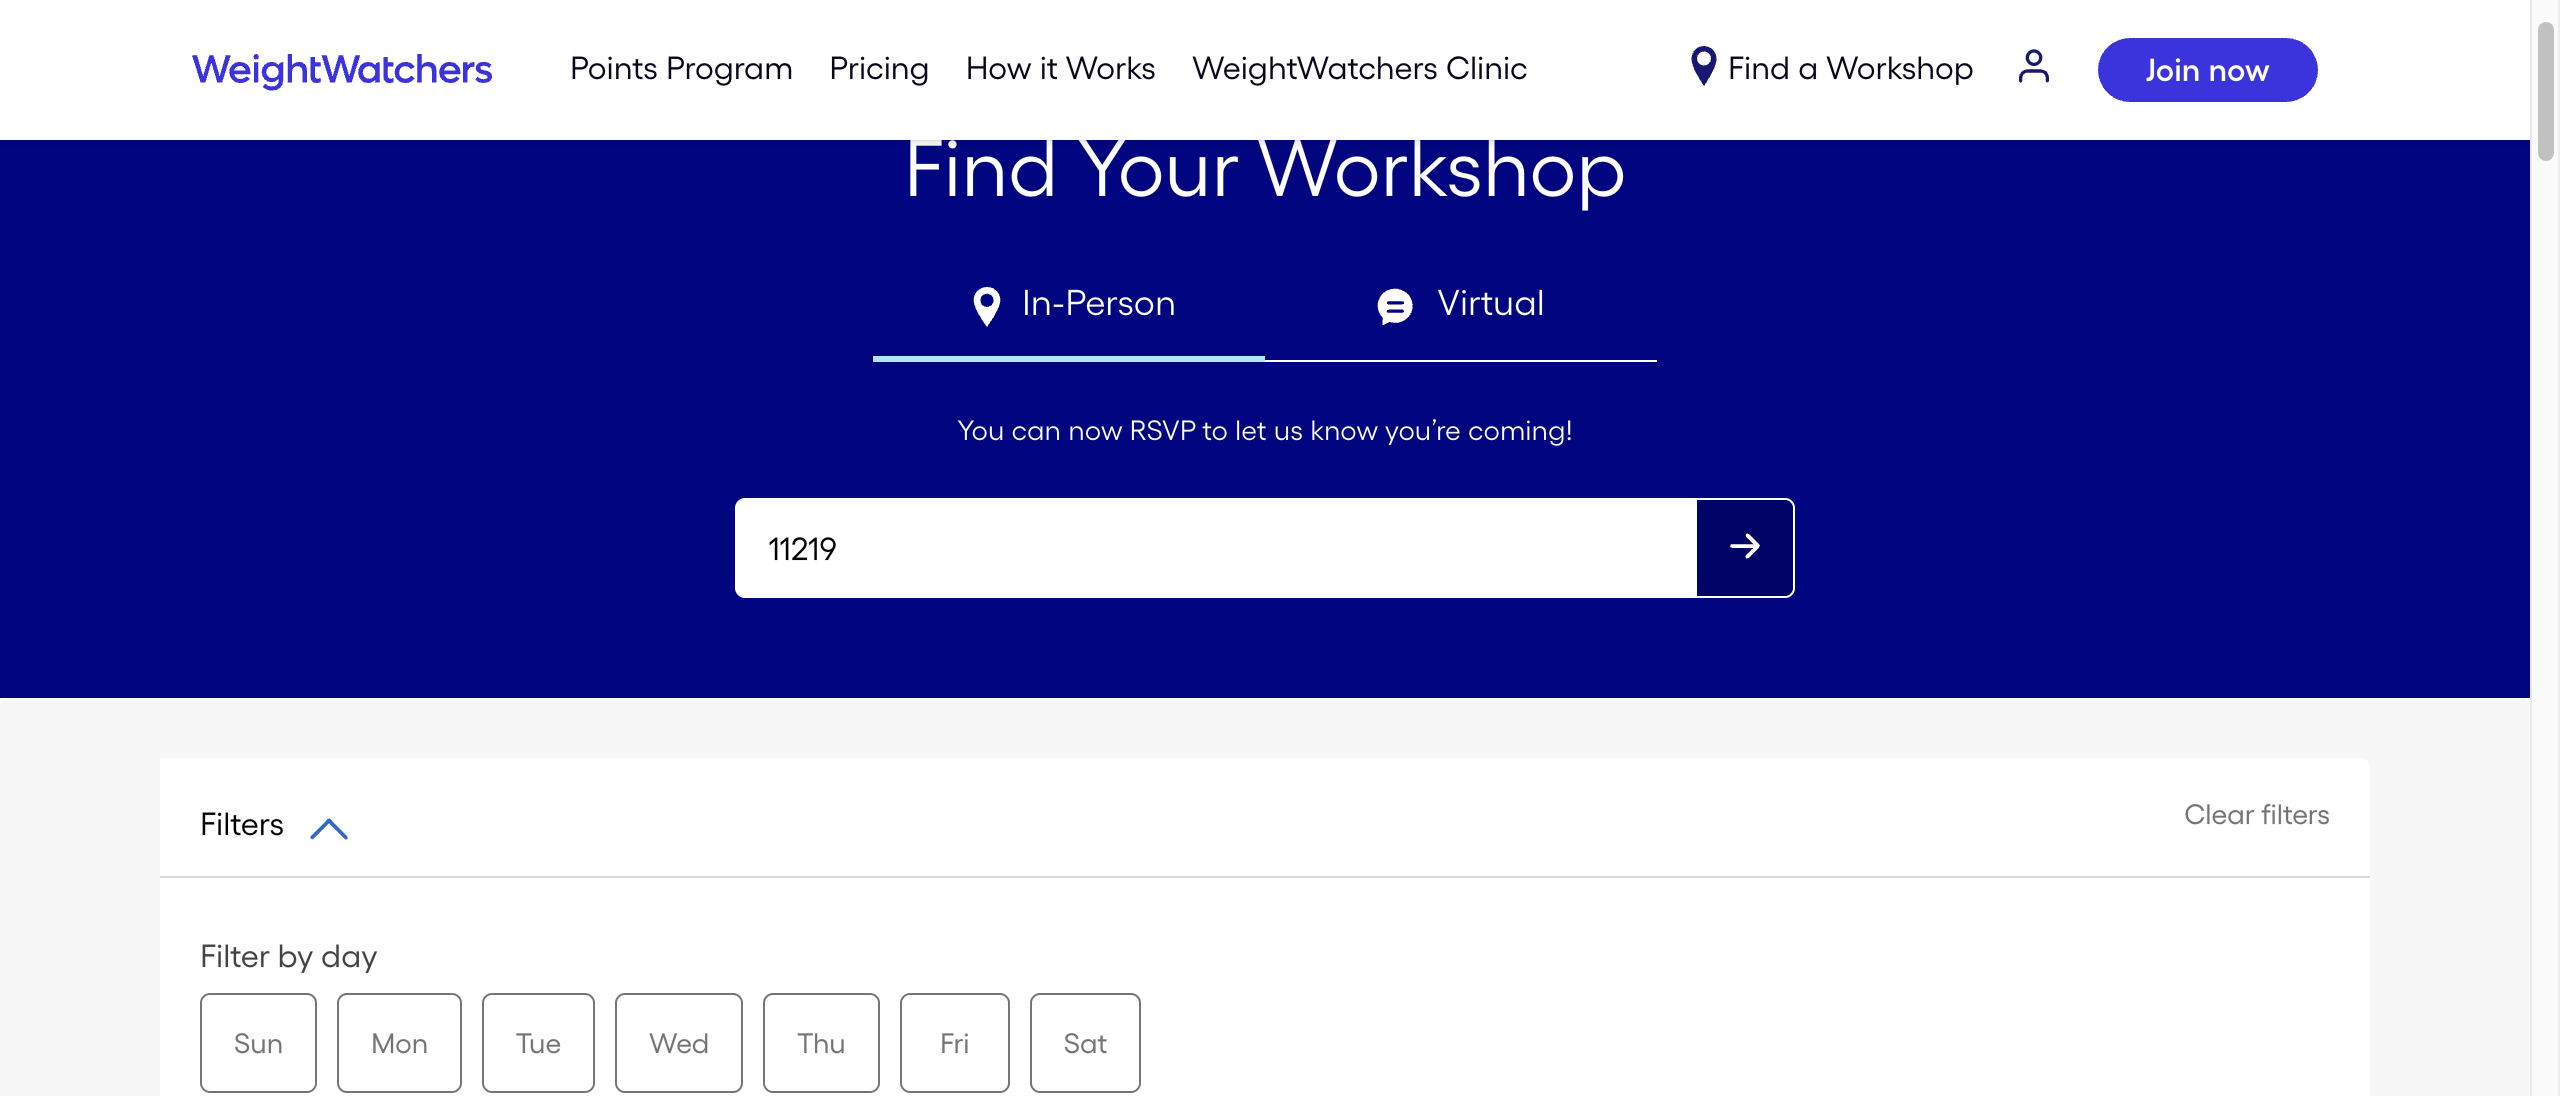 WeightWatchers Points Program Pricing How it Works WeightWatchers Clinic Find a Workshop Join now
Find Your Workshop
In-Person Virtual
You can now RSVP to let us know you’re coming!
11219
Filters Clear filters
Filter by day
Sun Mon Tue Wed Thu Fri Sat